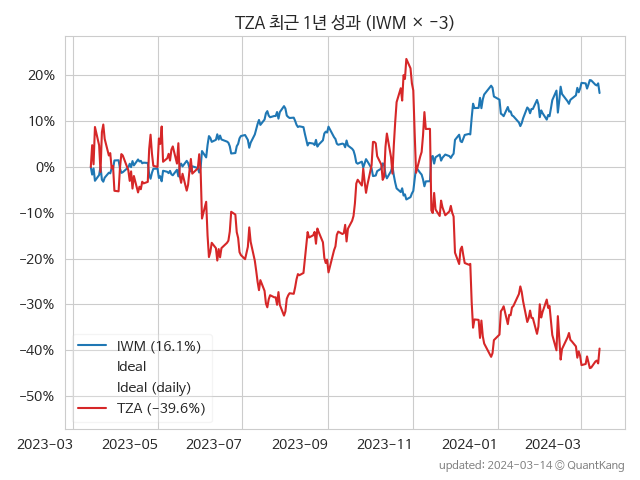 TZA 최근 1년 성과 (IWM × −3)
20%
10%
0%
−10%
−20%
−30%
−40%
−50%
IWM (16.1%)
Ideal
Ideal (daily)
TZA (−39.6%)
2023−03 2023−05 2023−07 2023−09 2023−11 2024−01 2024−03
updated: 2024−03−14 © QuantKang